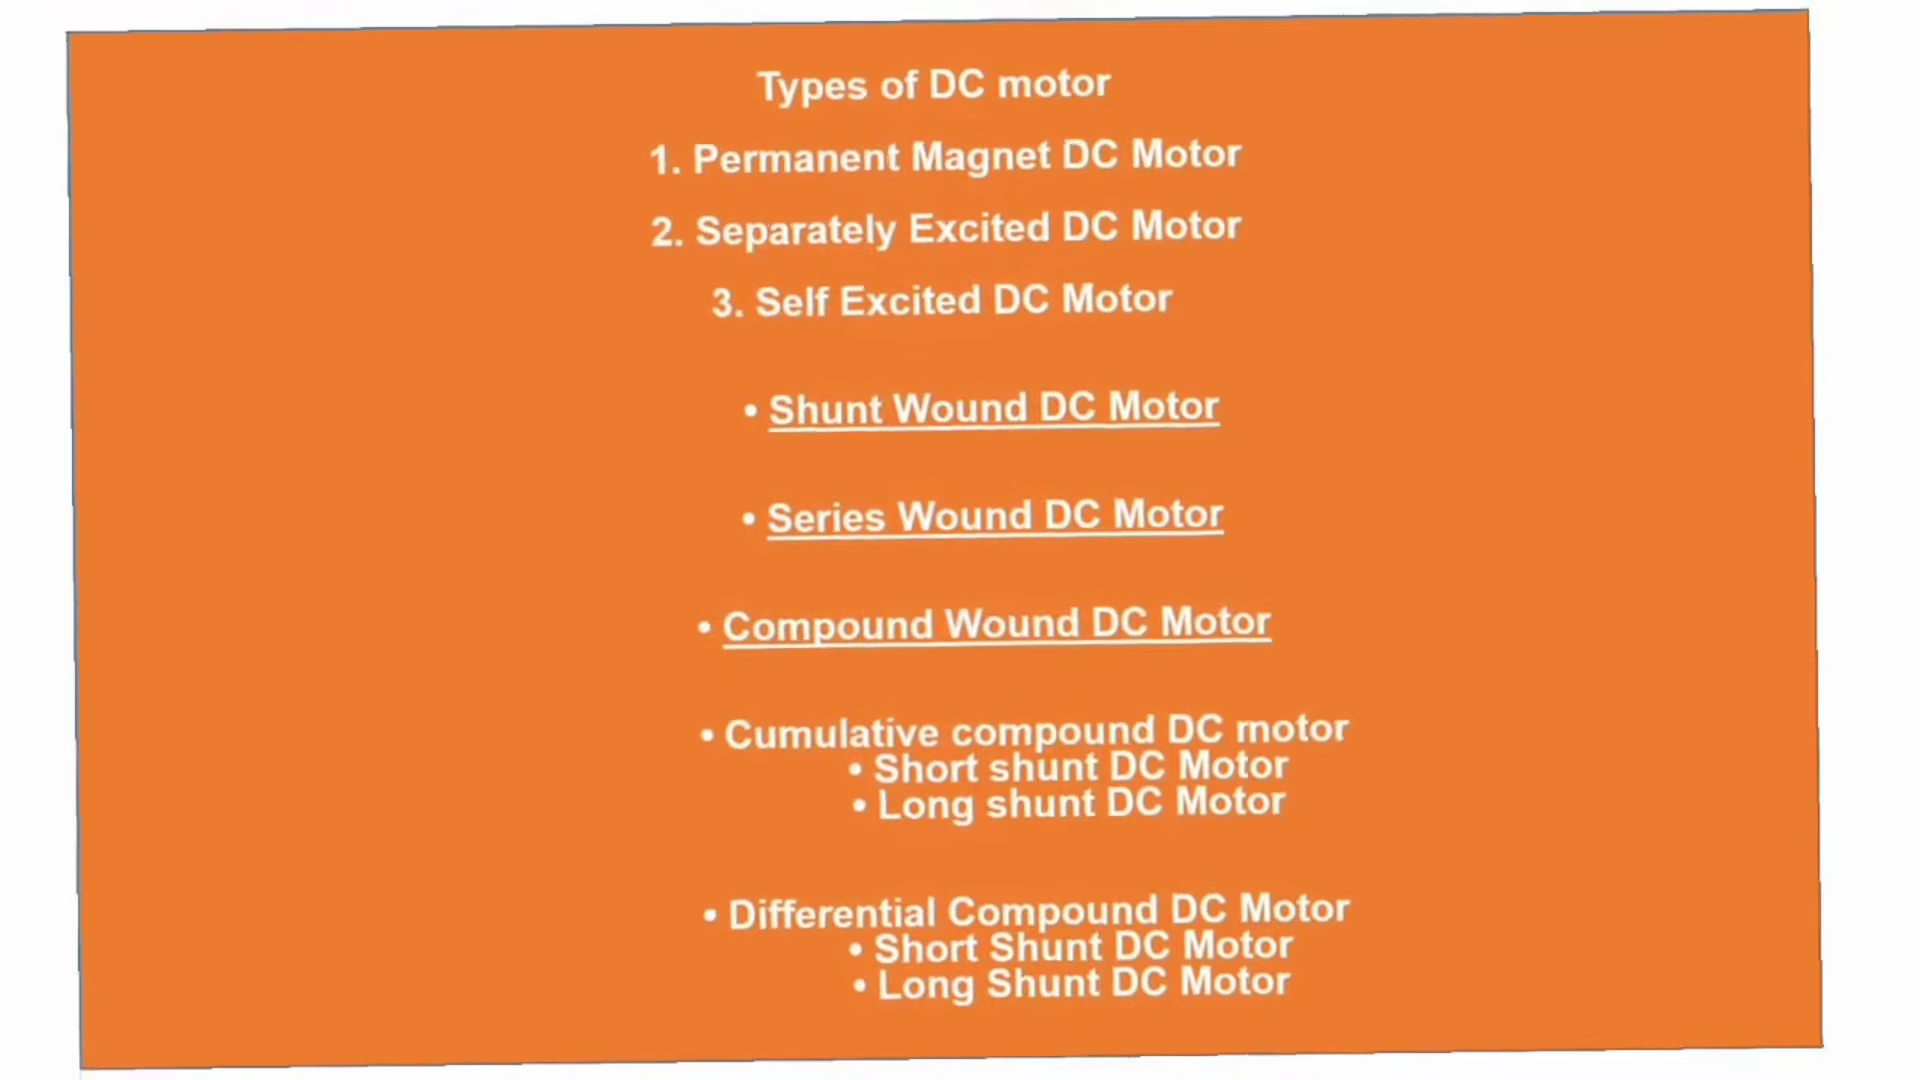 Types of DC motor
1. Permanent Magnet DC Motor
2. Separately Excited DC Motor
3. Self Excited DC Motor
• Shunt Wound DC Motor
• Series Wound DC Motor
• Compound Wound DC Motor
• Cumulative compound DC motor
• Short shunt DC Motor
• Long shunt DC Motor
• Differential Compound DC Motor
• Short Shunt DC Motor
• Long Shunt DC Motor